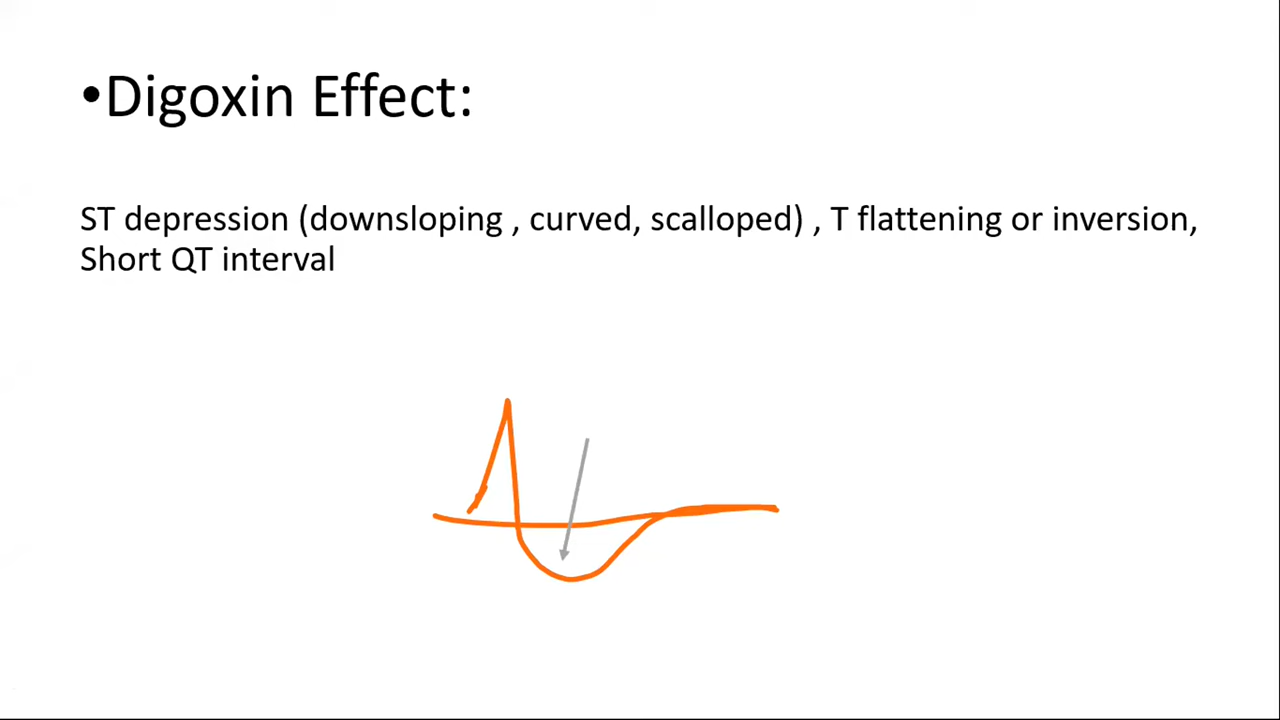 •Digoxin Effect:
ST depression (downsloping , curved, scalloped) , T flattening or inversion,
Short QT interval